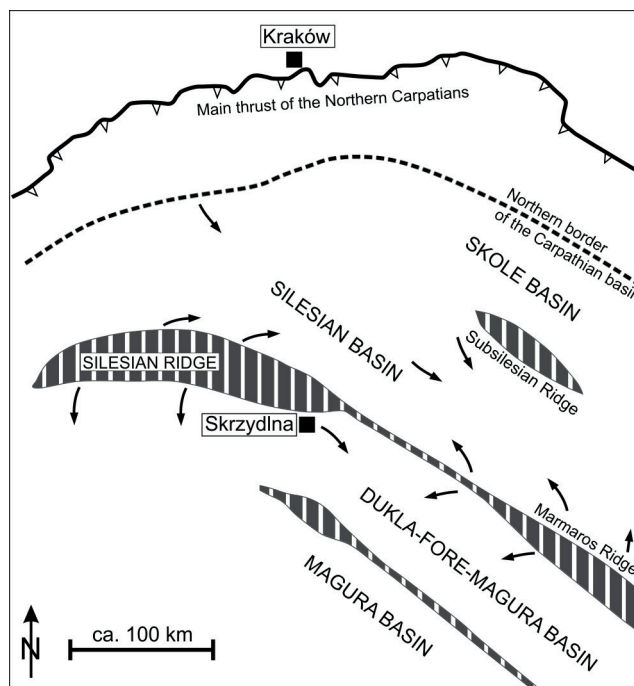 Kraków
Main thrust of the Northern Carpatians
Northern border
of the Carpathian basin
SKOLE BASIN
SILESIAN BASIN
Subsilesian Ridge
SILESIAN RIDGE
Skrzydlna
Marmaros Ridge
DUKLA-FORE-MAGURA BASIN
MAGURA BASIN
N
ca. 100 km